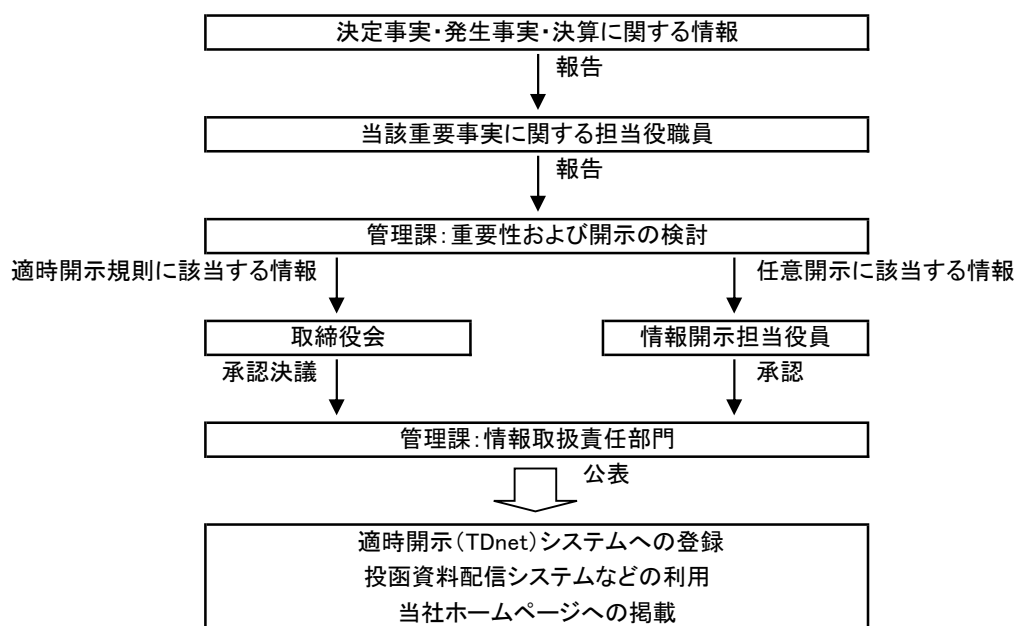 決定事実・発生事実・決算に関する情報
報告
当該重要事実に関する担当役職員
報告
管理課：重要性および開示の検討
適時開示規則に該当する情報
任意開示に該当する情報
取締役会
情報開示担当役員
承認決議
承認
管理課：情報取扱責任部門
公表
適時開示（TDnet）システムへの登録
投函資料配信システムなどの利用
当社ホームページへの掲載